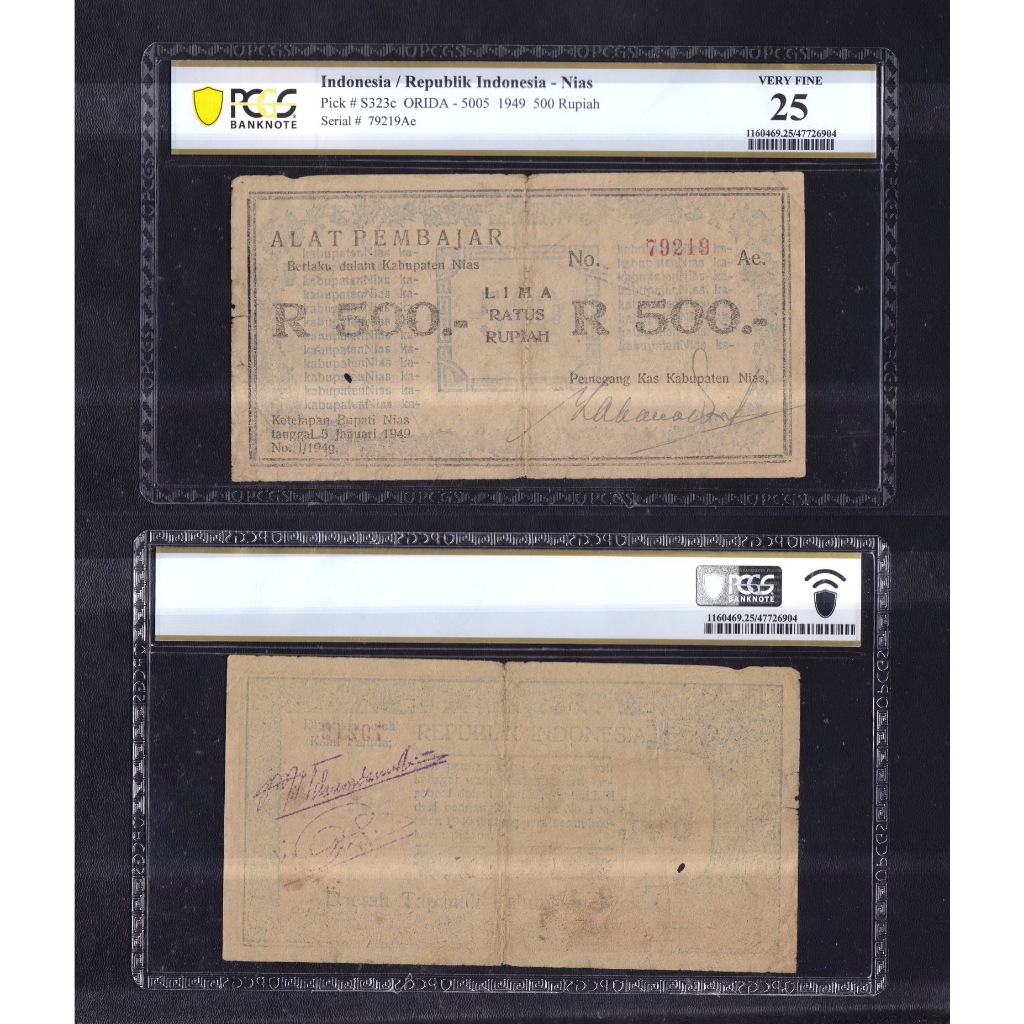 Indonesia / Republik Indonesia - Nias
Pick # S323c ORIDA - 5005 1949 500 Rupiah
Serial # 79219Ae
VERY FINE
25
1160469.25/47726904
PCGS
BANKNOTE
ALAT PEMBAJAR
Berlaku dalam Kabupaten Nias
No. 79219 Ae.
R 500.-
LIMA
RATUS
RUPIAH
R 500.-
Pemegang Kas Kabupaten Nias,
Ketetapan Bupati Nias
tanggal 5 Januari 1949
No. 1/1949.
PCGS
BANKNOTE
1160469.25/47726904
REPUBLIK INDONESIA
Daerah Tapanuli